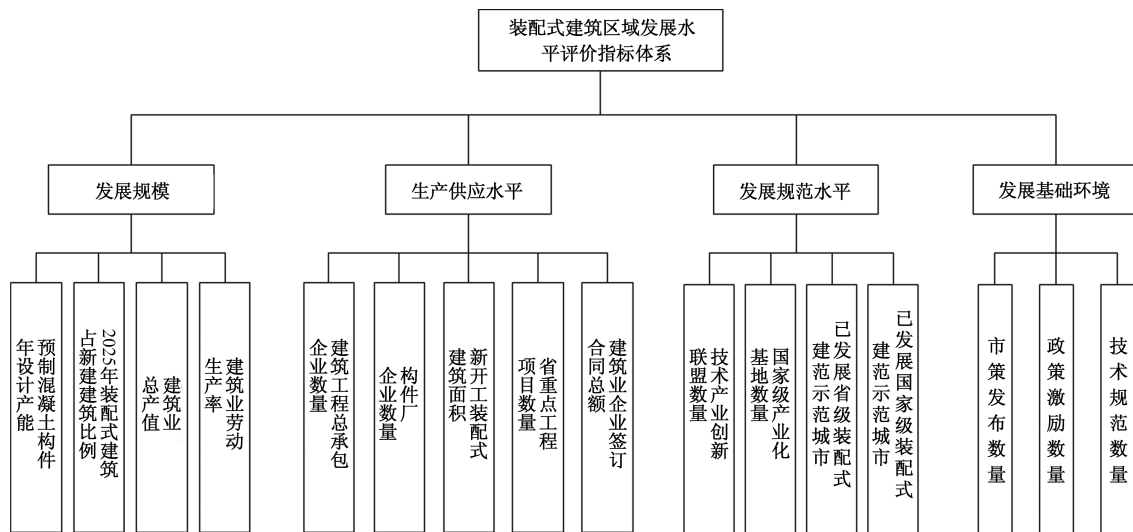 装配式建筑区域发展水
平评价指标体系
发展规模
生产供应水平
发展规范水平
发展基础环境
预制混凝土构件
年设计产能
2025年装配式建筑
占新建建筑比例
建筑业
总产值
建筑业劳动
生产率
建筑工程总承包
企业数量
构件厂
企业数量
新开工装配式
建筑面积
省重点工程
项目数量
建筑业企业签订
合同总额
技术产业创新
联盟数量
国家级产业化
基地数量
已发展省级装配式
建范示范城市
已发展国家级装配式
建范示范城市
市策发布数量
政策激励数量
技术规范数量